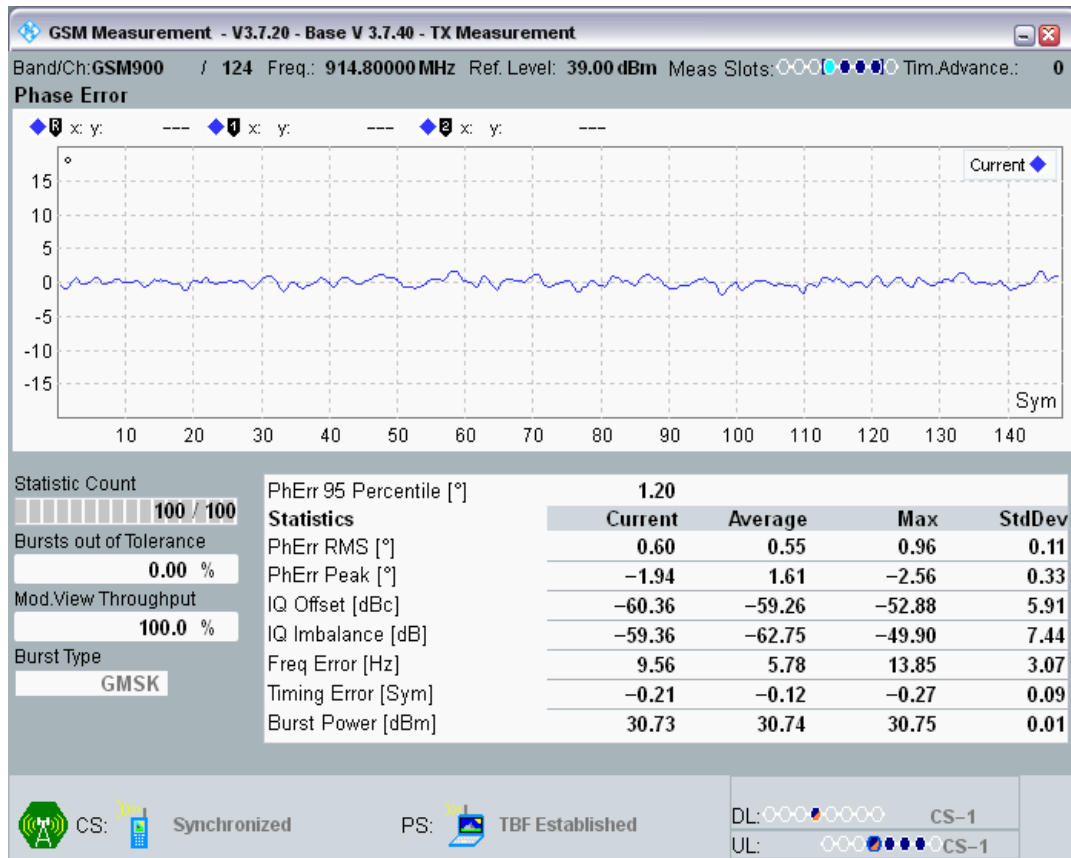 GSM Measurement - V3.7.20 - Base V 3.7.40 - TX Measurement
Band/Ch:GSM900 / 124 Freq.: 914.80000 MHz Ref. Level: 39.00 dBm Meas Slots: Tim.Advance.: 0
Phase Error
R x: y: --- 1 x: y: --- 2 x: y: ---
°
Current
15
10
5
0
-5
-10
-15
Sym
10 20 30 40 50 60 70 80 90 100 110 120 130 140
Statistic Count
100 / 100
Bursts out of Tolerance
0.00 %
Mod.View Throughput
100.0 %
Burst Type
GMSK
PhErr 95 Percentile [°] 1.20
Statistics Current Average Max StdDev
PhErr RMS [°] 0.60 0.55 0.96 0.11
PhErr Peak [°] −1.94 1.61 −2.56 0.33
IQ Offset [dBc] −60.36 −59.26 −52.88 5.91
IQ Imbalance [dB] −59.36 −62.75 −49.90 7.44
Freq Error [Hz] 9.56 5.78 13.85 3.07
Timing Error [Sym] −0.21 −0.12 −0.27 0.09
Burst Power [dBm] 30.73 30.74 30.75 0.01
CS: Synchronized PS: TBF Established
DL: CS−1
UL: CS−1